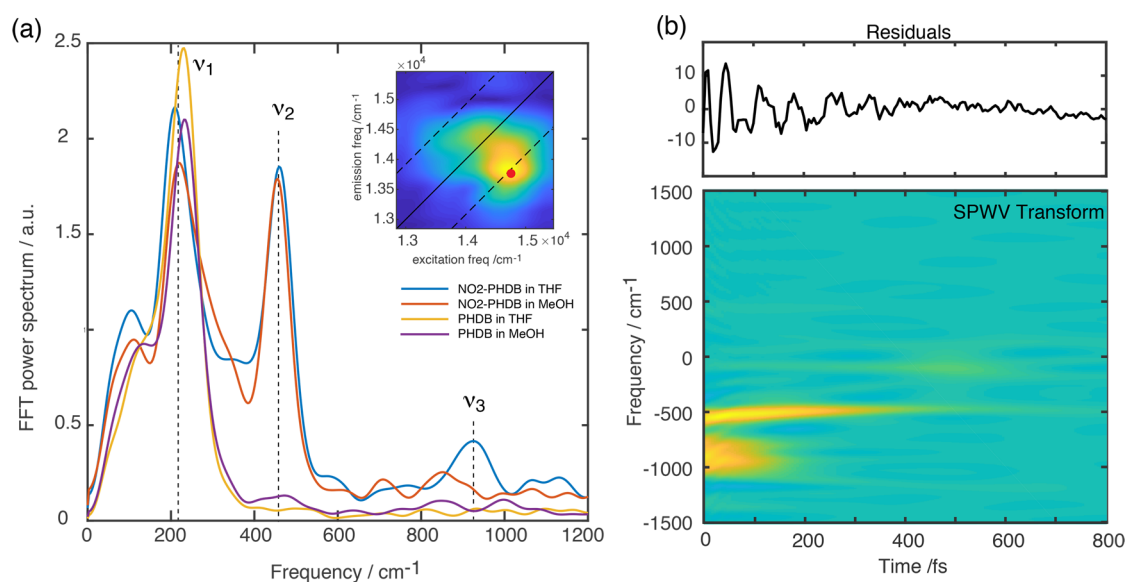 (a)
FFT power spectrum / a.u.
2.5
2
1.5
1
0.5
0
0
200
400
600
800
1000
1200
Frequency / cm⁻¹
ν₁
ν₂
ν₃
×10⁴
1.5
1.45
1.4
1.35
1.3
emission freq /cm⁻¹
1.3
1.4
1.5 ×10⁴
excitation freq /cm⁻¹
NO2-PHDB in THF
NO2-PHDB in MeOH
PHDB in THF
PHDB in MeOH
(b)
Residuals
10
0
-10
SPWV Transform
1500
1000
500
0
-500
-1000
-1500
Frequency / cm⁻¹
0
200
400
600
800
Time /fs